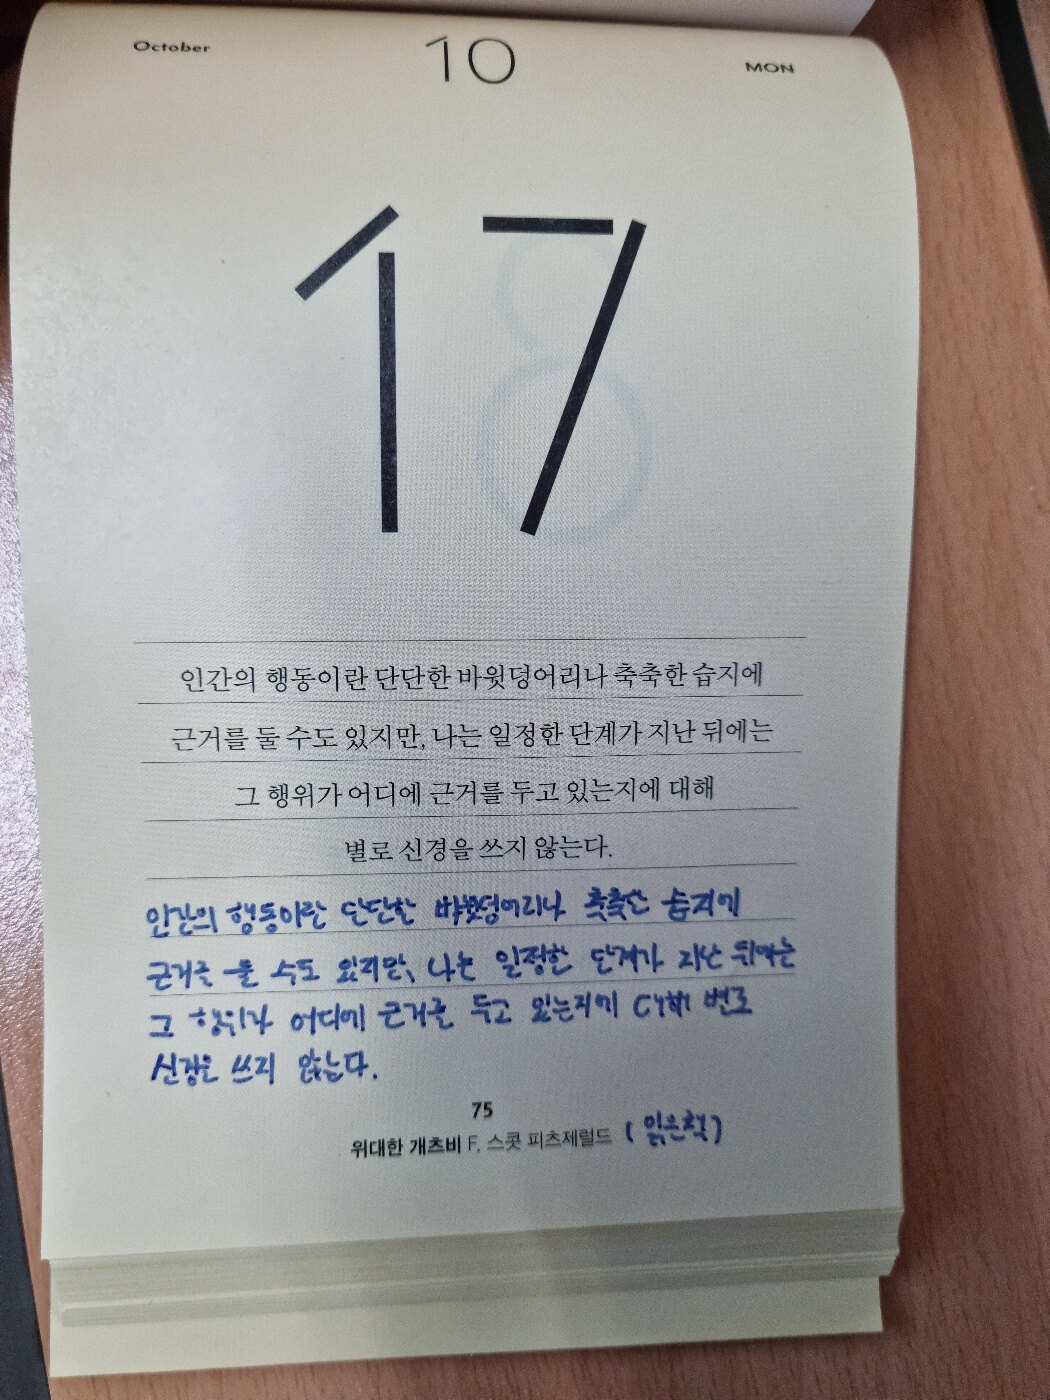 October 10 MON
17
인간의 행동이란 단단한 바윗덩어리나 축축한 습지에
근거를 둘 수도 있지만, 나는 일정한 단계가 지난 뒤에는
그 행위가 어디에 근거를 두고 있는지에 대해
별로 신경을 쓰지 않는다.
인간의 행동이란 단단한 바윗덩어리나 축축한 습지에
근거를 둘 수도 있지만, 나는 일정한 단계가 지난 뒤에는
그 행위가 어디에 근거를 두고 있는지에 대해 별로
신경을 쓰지 않는다.
75
위대한 개츠비 F. 스콧 피츠제럴드 (읽은책)